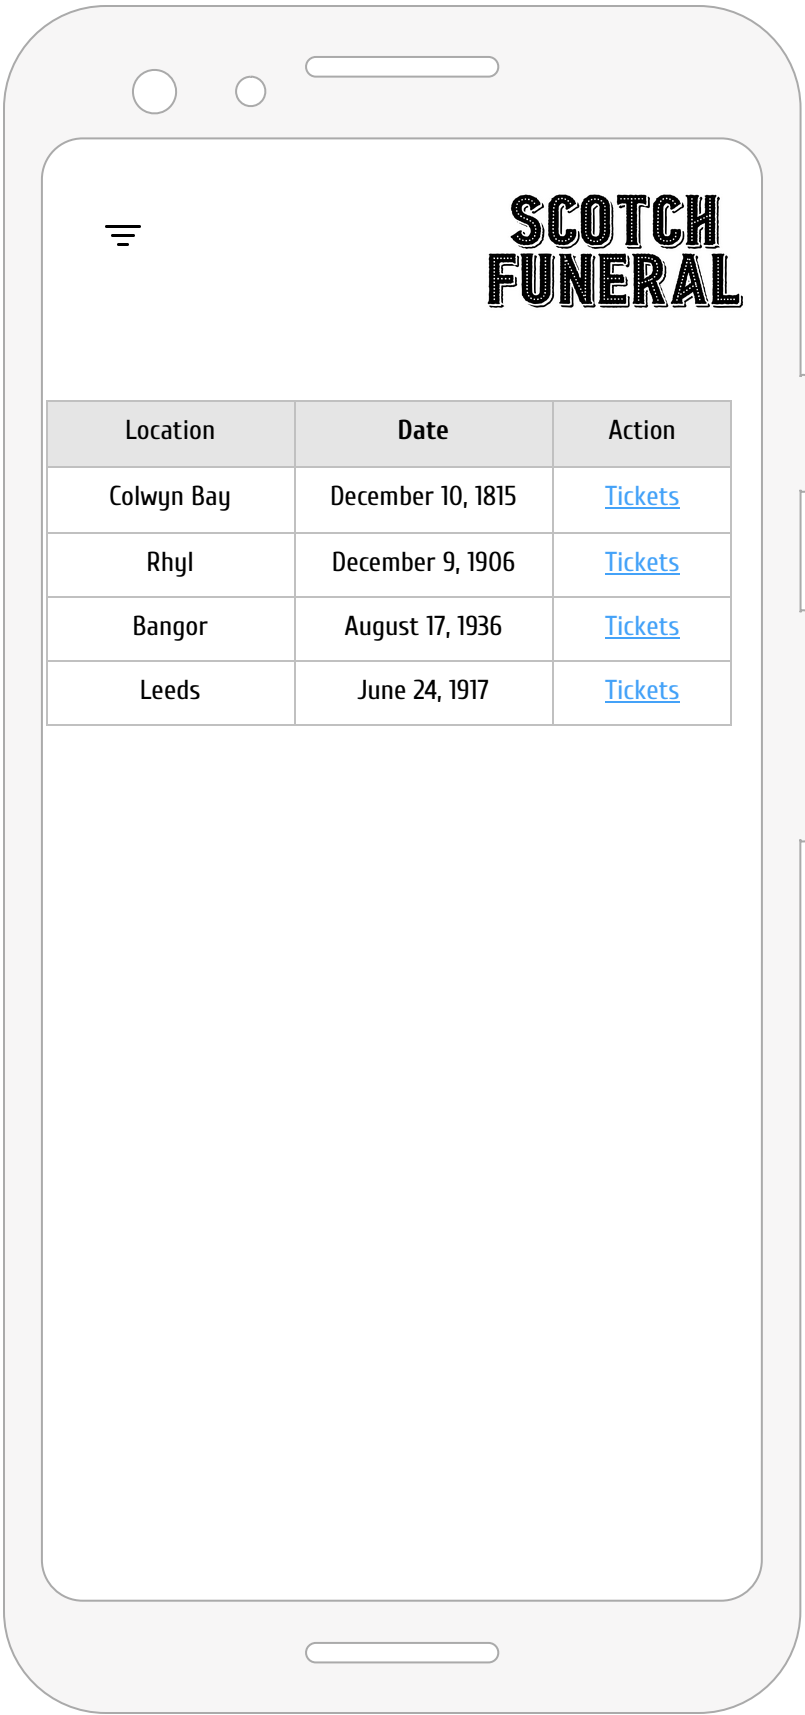 SCOTCH
FUNERAL
Location Date Action
Colwyn Bay December 10, 1815 Tickets
Rhyl December 9, 1906 Tickets
Bangor August 17, 1936 Tickets
Leeds June 24, 1917 Tickets